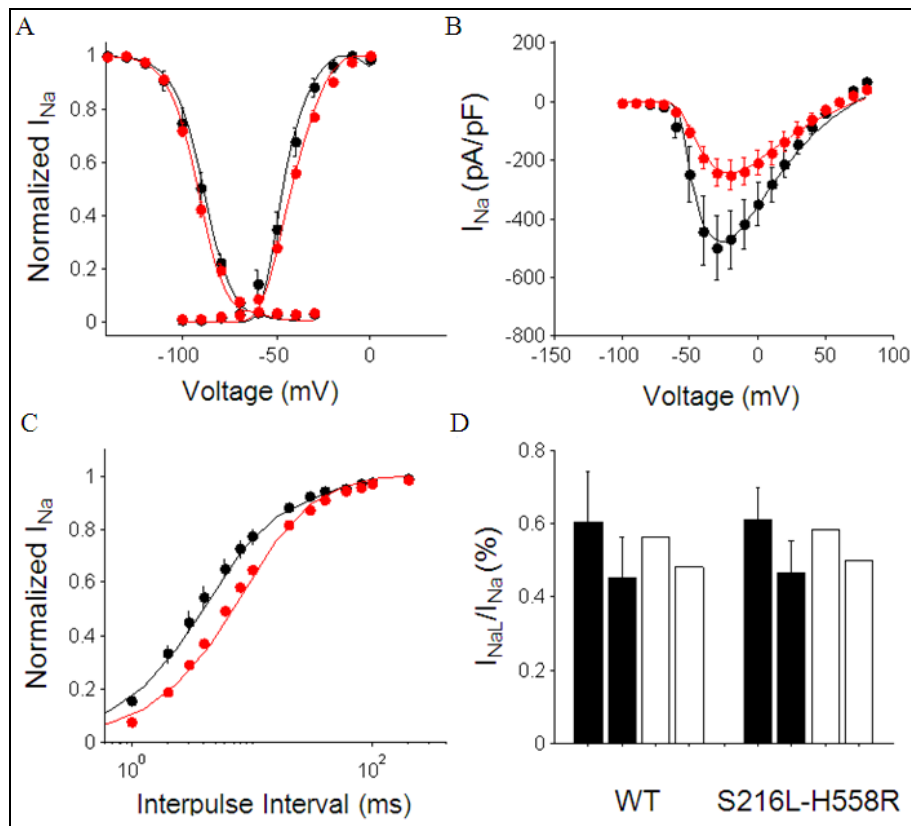 A
Normalized I_Na
1
0.8
0.6
0.4
0.2
0
-100
-50
0
Voltage (mV)
B
I_Na (pA/pF)
200
0
-200
-400
-600
-800
-150
-100
-50
0
50
100
Voltage (mV)
C
Normalized I_Na
1
0.8
0.6
0.4
0.2
0
10^0
10^2
Interpulse Interval (ms)
D
I_NaL/I_Na (%)
0.8
0.6
0.4
0.2
0
WT
S216L-H558R